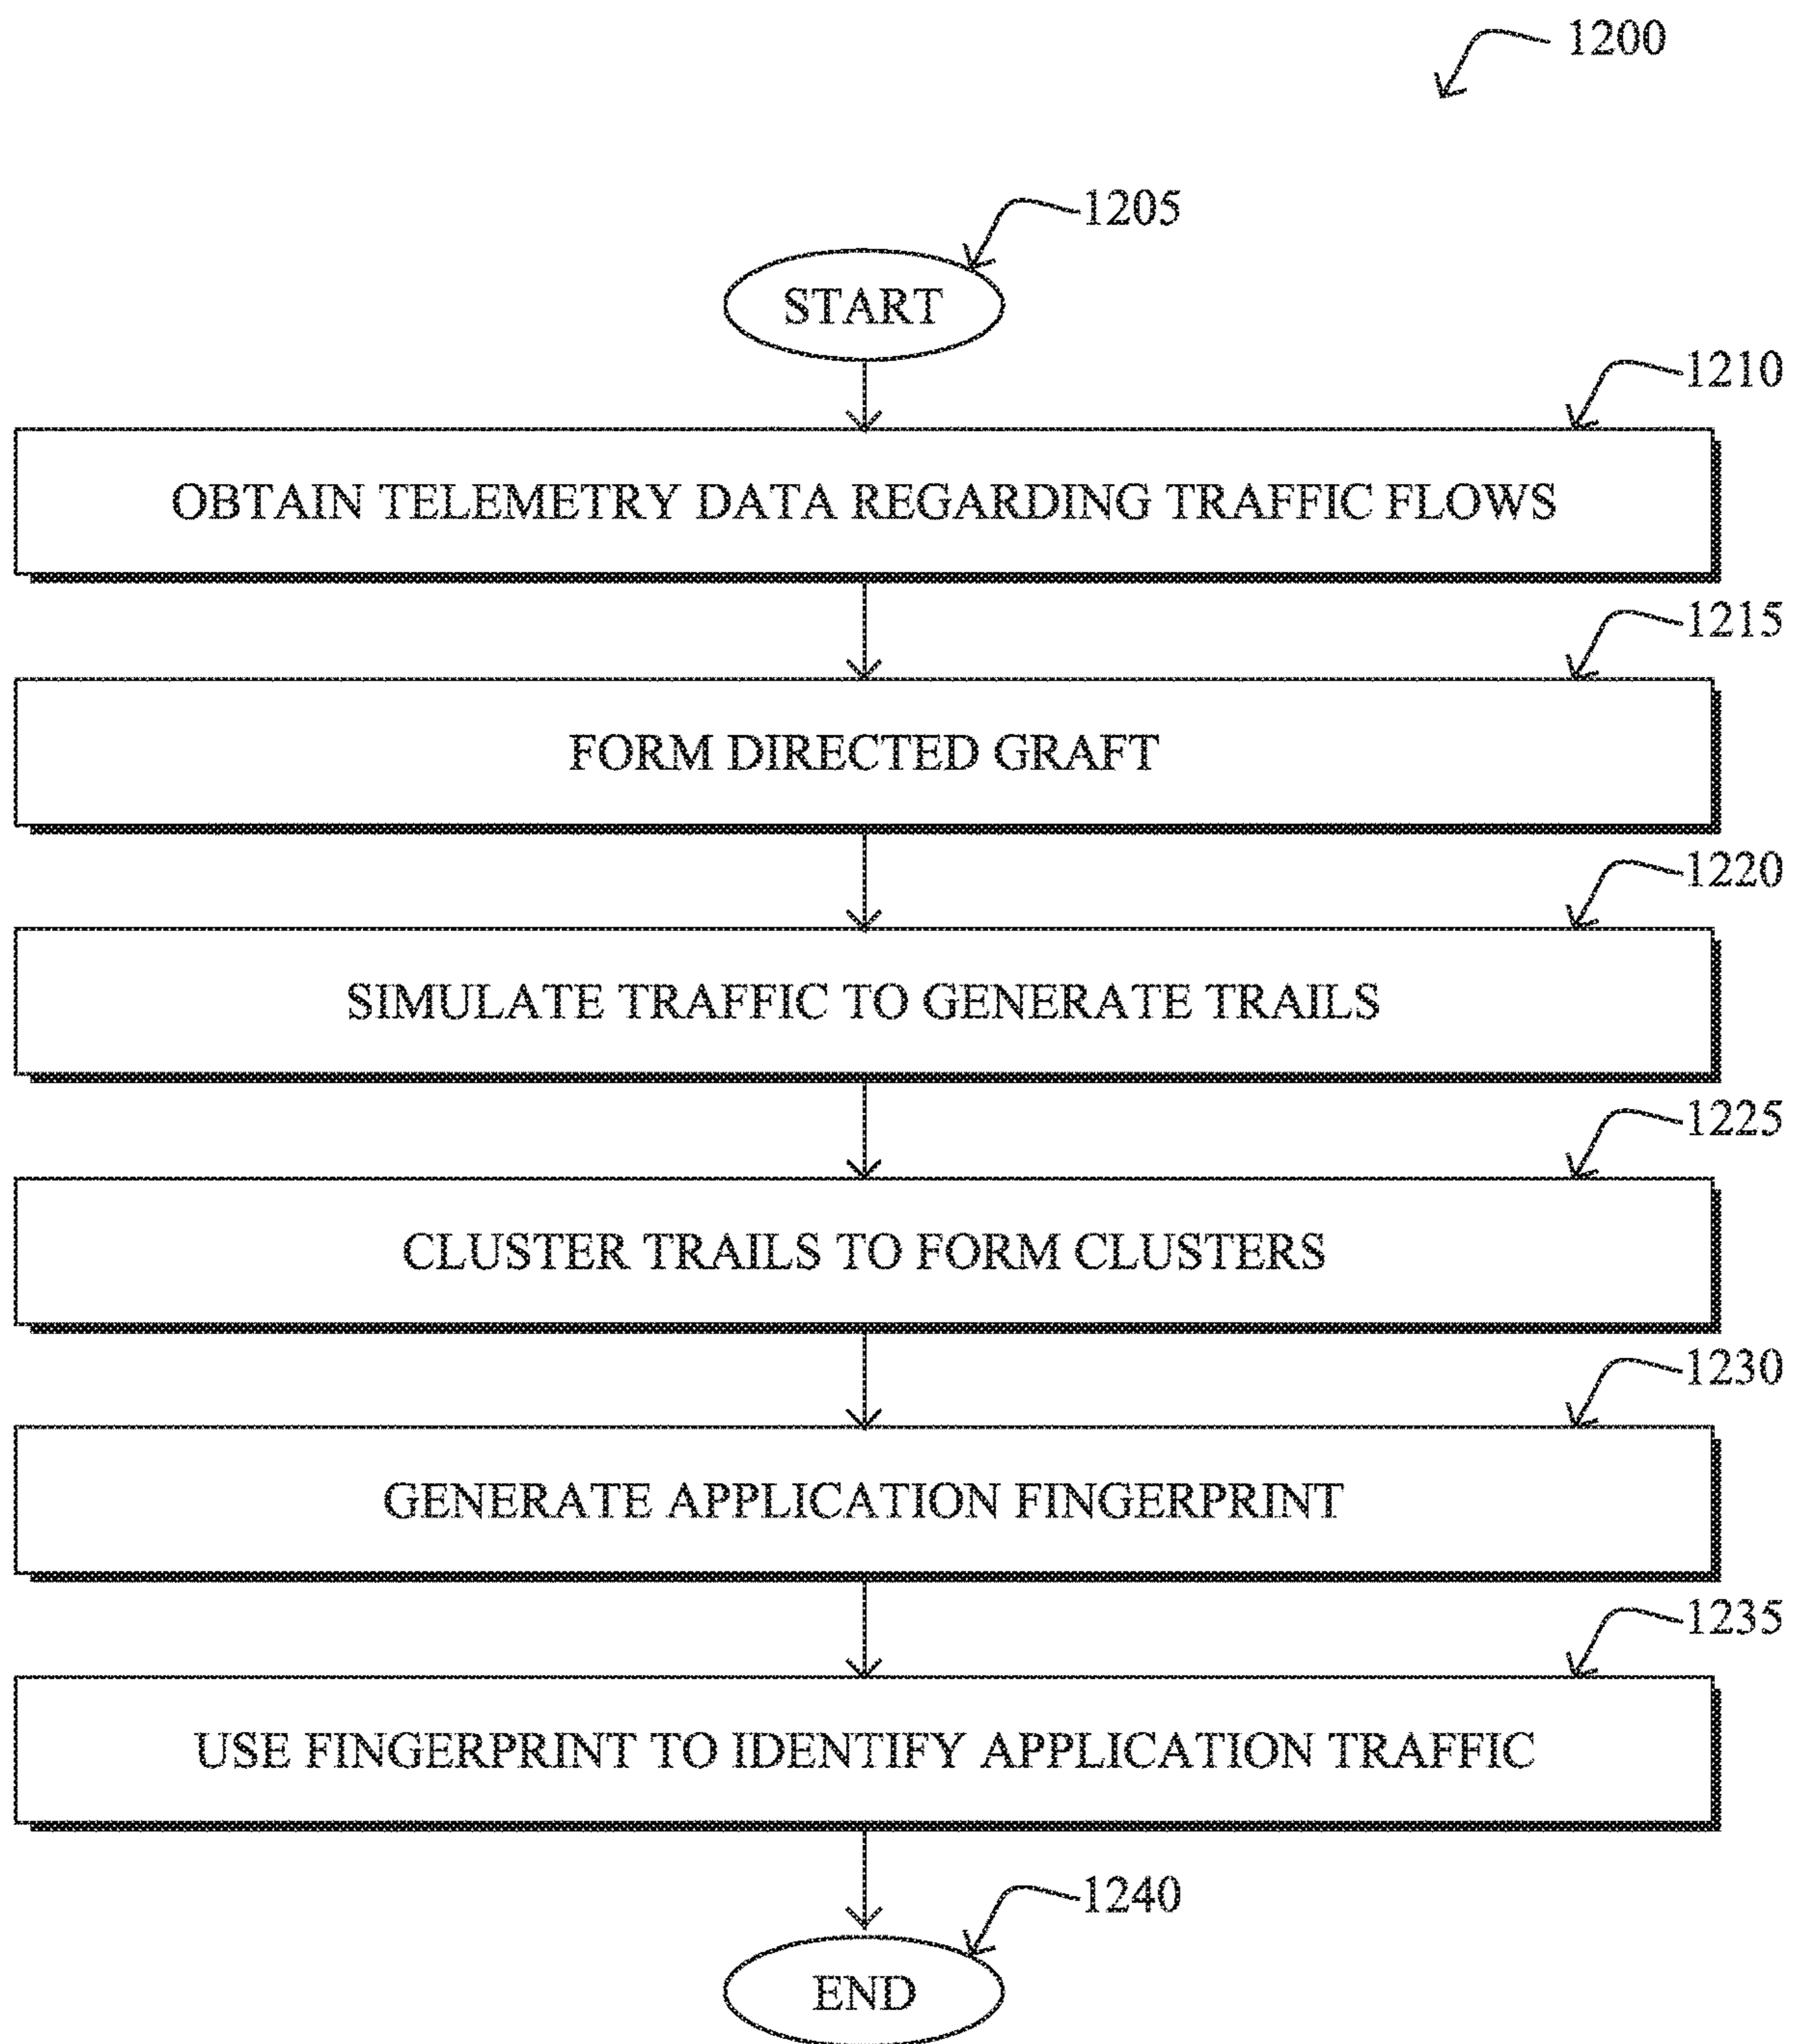 1200
1205
START
1210
OBTAIN TELEMETRY DATA REGARDING TRAFFIC FLOWS
1215
FORM DIRECTED GRAFT
1220
SIMULATE TRAFFIC TO GENERATE TRAILS
1225
CLUSTER TRAILS TO FORM CLUSTERS
1230
GENERATE APPLICATION FINGERPRINT
1235
USE FINGERPRINT TO IDENTIFY APPLICATION TRAFFIC
1240
END